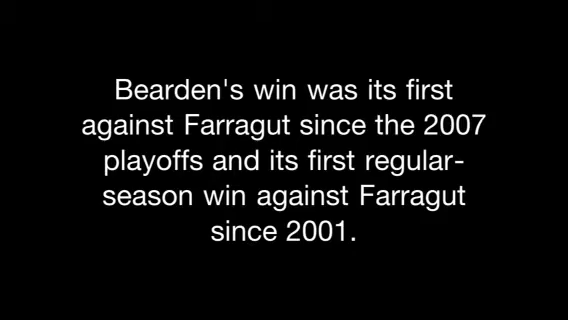 Bearden's win was its first
against Farragut since the 2007
playoffs and its first regular-
season win against Farragut
since 2001.